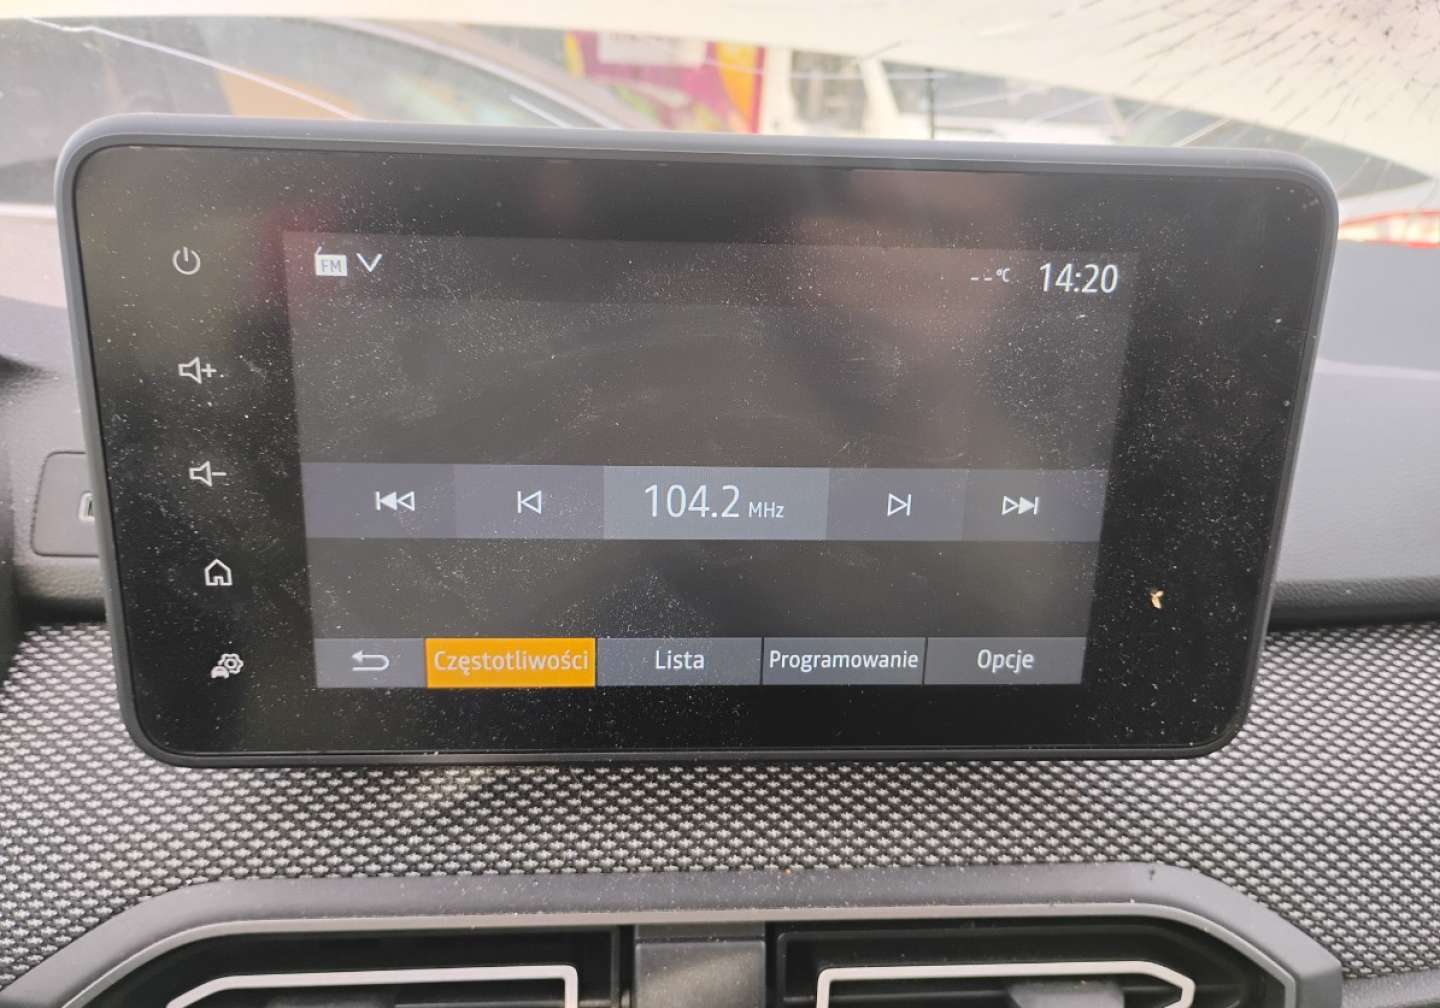 FM
--°C 14:20
104.2 MHz
Częstotliwości Lista Programowanie Opcje